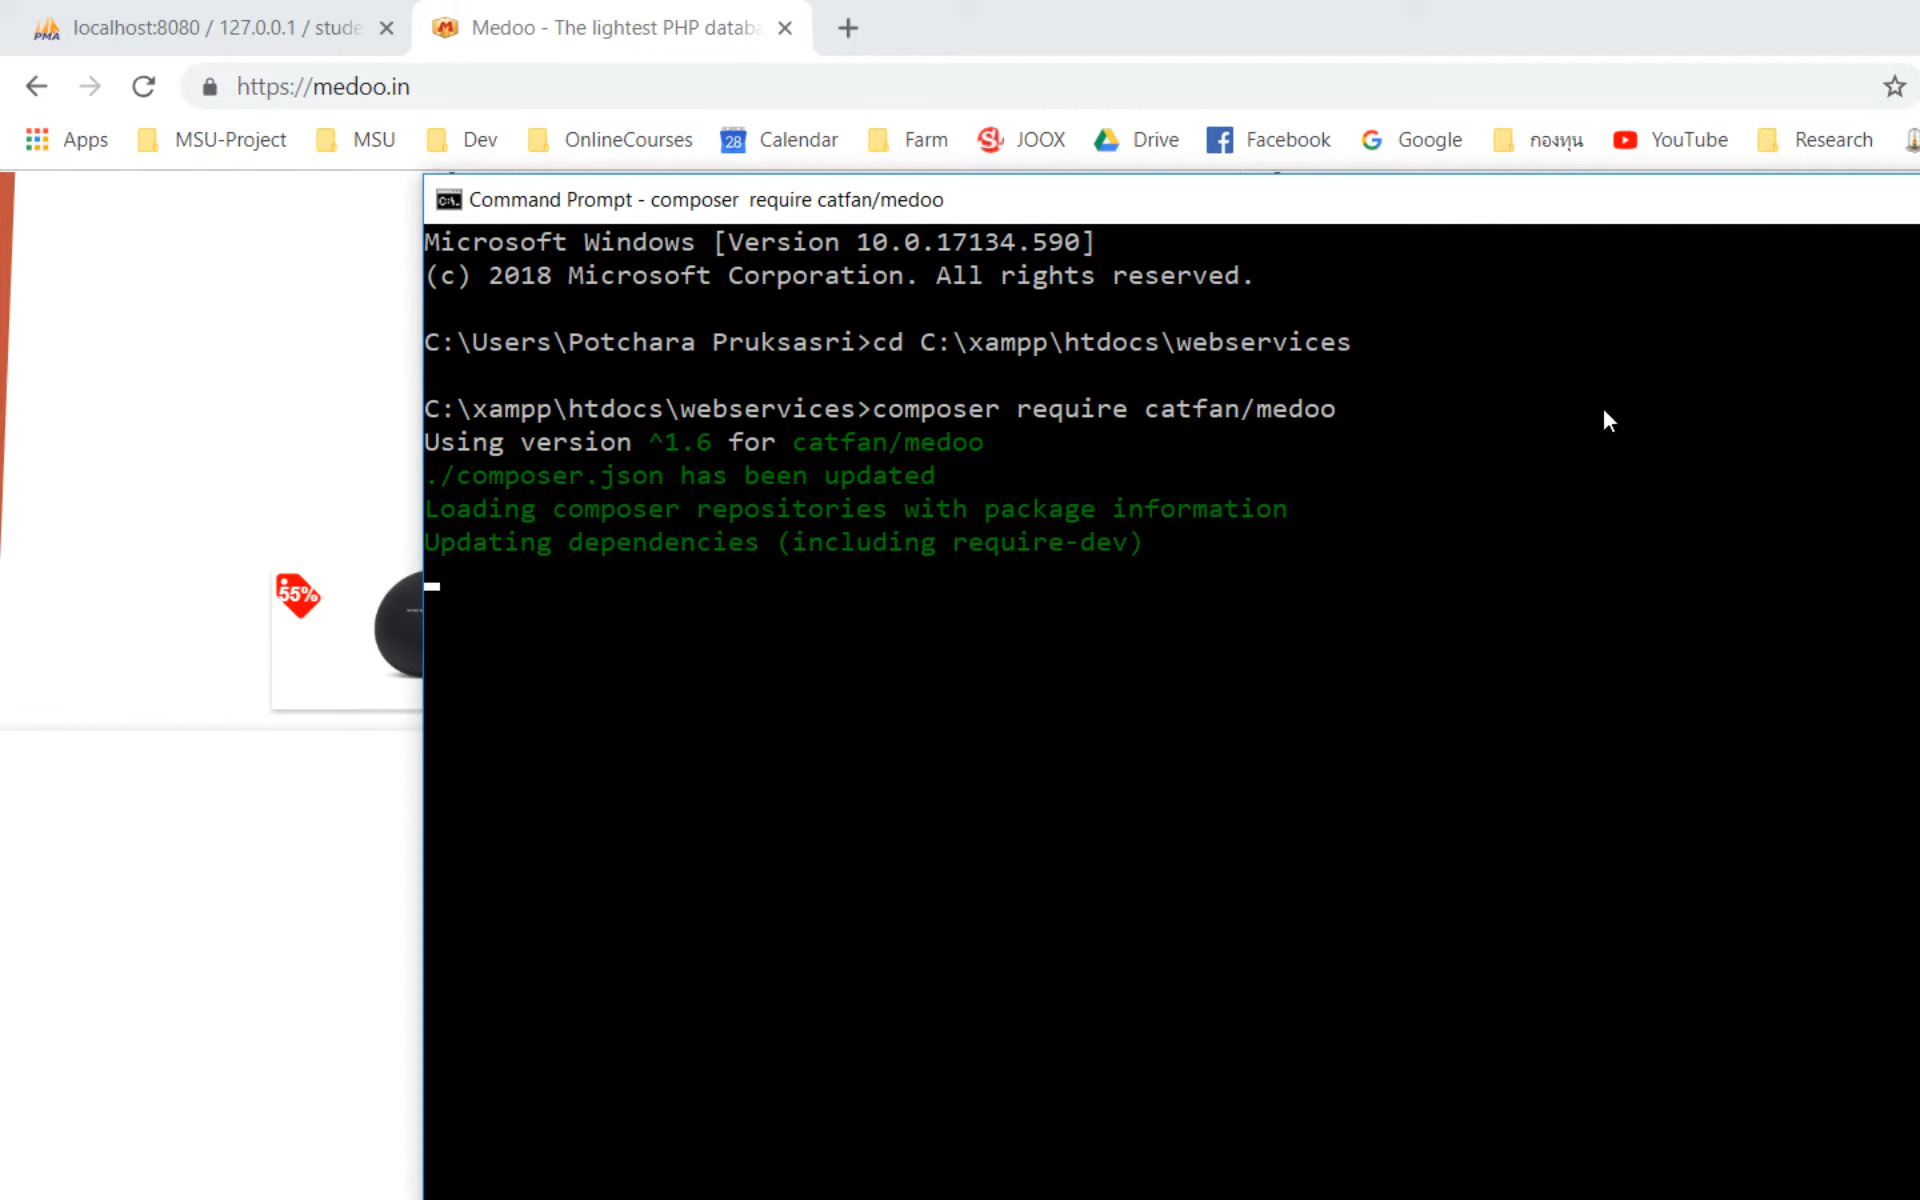 PMA localhost:8080 / 127.0.0.1 / stude
Medoo - The lightest PHP databa
https://medoo.in
Apps MSU-Project MSU Dev OnlineCourses 28 Calendar Farm JOOX Drive Facebook Google กองทุน YouTube Research
Command Prompt - composer  require catfan/medoo
Microsoft Windows [Version 10.0.17134.590]
(c) 2018 Microsoft Corporation. All rights reserved.
C:\Users\Potchara Pruksasri>cd C:\xampp\htdocs\webservices
C:\xampp\htdocs\webservices>composer require catfan/medoo
Using version ^1.6 for catfan/medoo
./composer.json has been updated
Loading composer repositories with package information
Updating dependencies (including require-dev)
55%